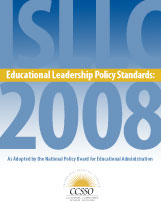 ISLLC
Educational Leadership Policy Standards:
2008
As Adopted by the National Policy Board for Educational Administration
CCSSO